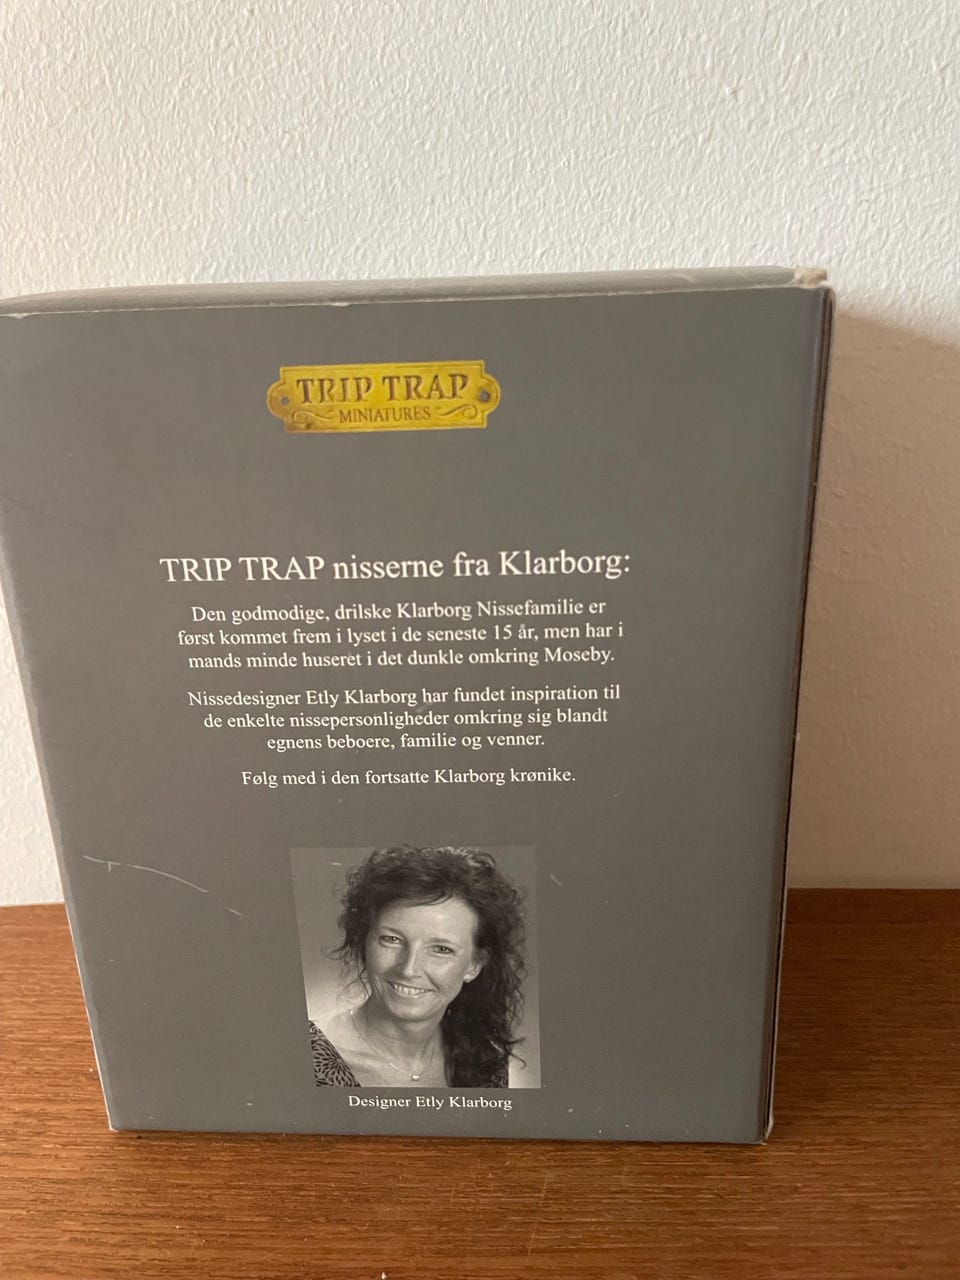 TRIP TRAP
MINIATURES
TRIP TRAP nisserne fra Klarborg:
Den godmodige, drilske Klarborg Nissefamilie er
først kommet frem i lyset i de seneste 15 år, men har i
mands minde huseret i det dunkle omkring Moseby.
Nissedesigner Etly Klarborg har fundet inspiration til
de enkelte nissepersonligheder omkring sig blandt
egnens beboere, familie og venner.
Følg med i den fortsatte Klarborg krønike.
Designer Etly Klarborg